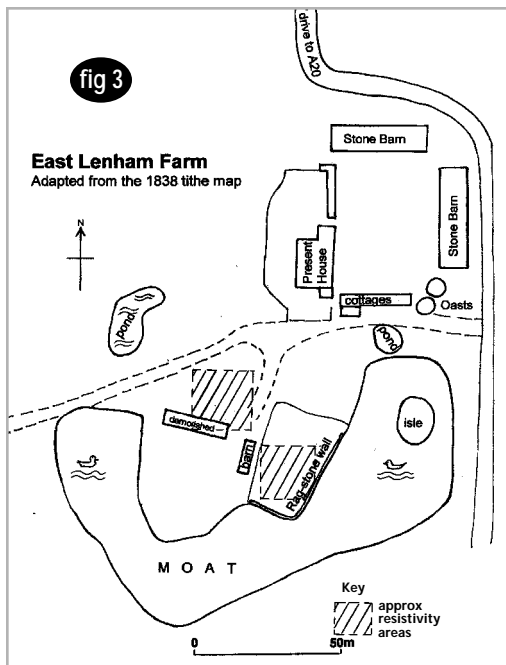 drive to A20
fig 3
Stone Barn
East Lenham Farm
Adapted from the 1838 tithe map
N
Stone Barn
Present
House
cottages
Oasts
pond
pond
isle
demolished
barn
Rag-stone wall
MOAT
Key
approx
resistivity
areas
0
50m